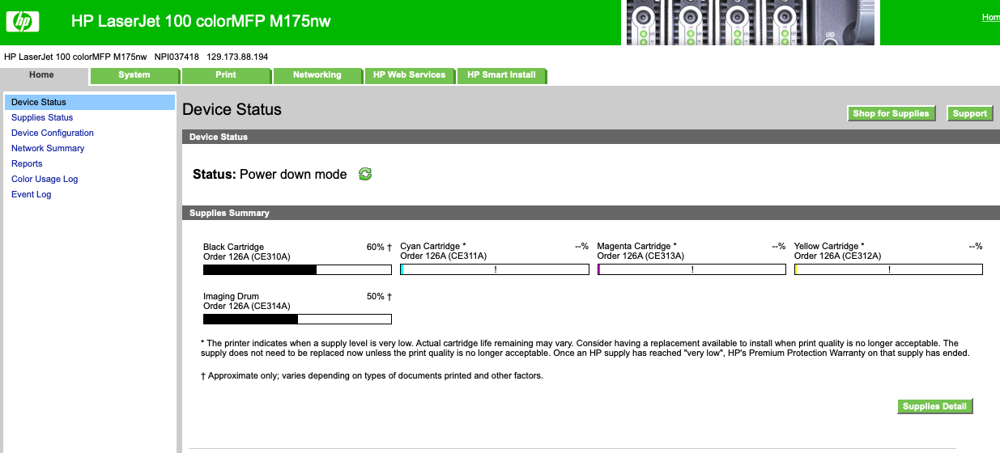 hp
HP LaserJet 100 colorMFP M175nw
UID
HP LaserJet 100 colorMFP M175nw NPI037418 129.173.88.194
Home System Print Networking HP Web Services HP Smart Install
Device Status
Supplies Status
Device Configuration
Network Summary
Reports
Color Usage Log
Event Log
Device Status
Shop for Supplies Support
Device Status
Status: Power down mode
Supplies Summary
Black Cartridge 60% †
Order 126A (CE310A)
Cyan Cartridge * --%
Order 126A (CE311A)
!
Magenta Cartridge * --%
Order 126A (CE313A)
!
Yellow Cartridge * --%
Order 126A (CE312A)
!
Imaging Drum 50% †
Order 126A (CE314A)
* The printer indicates when a supply level is very low. Actual cartridge life remaining may vary. Consider having a replacement available to install when print quality is no longer acceptable. The
supply does not need to be replaced now unless the print quality is no longer acceptable. Once an HP supply has reached "very low", HP's Premium Protection Warranty on that supply has ended.
† Approximate only; varies depending on types of documents printed and other factors.
Supplies Detail